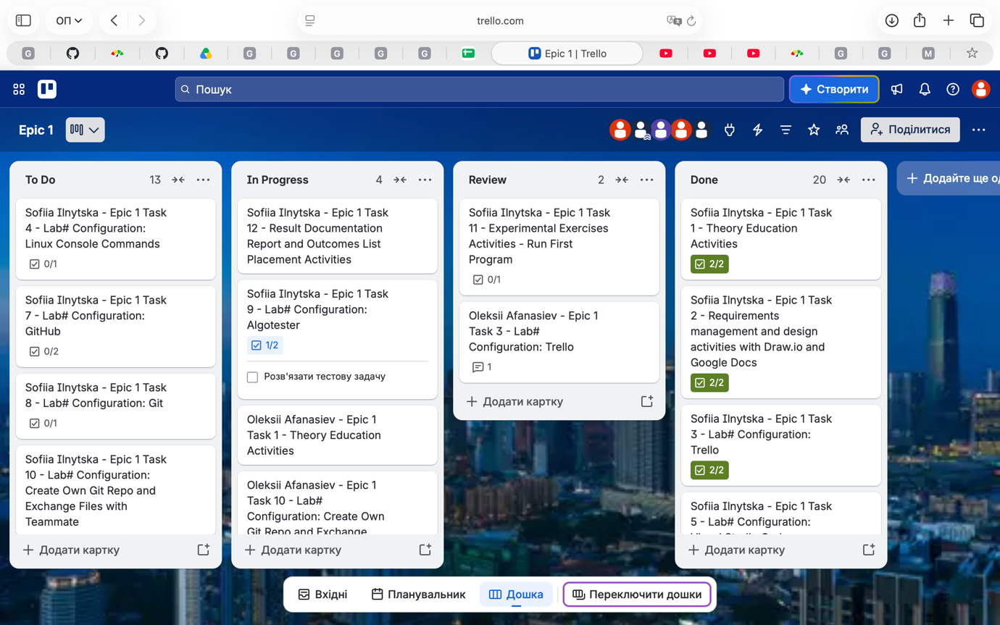 ОП
trello.com
G
G
G
G
G
G
Epic 1 | Trello
G
G
M
Пошук
Створити
Epic 1
Поділитися
To Do
13
Sofiia Ilnytska - Epic 1 Task
4 - Lab# Configuration:
Linux Console Commands
0/1
Sofiia Ilnytska - Epic 1 Task
7 - Lab# Configuration:
GitHub
0/2
Sofiia Ilnytska - Epic 1 Task
8 - Lab# Configuration: Git
0/1
Sofiia Ilnytska - Epic 1 Task
10 - Lab# Configuration:
Create Own Git Repo and
Exchange Files with
Teammate
Додати картку
In Progress
4
Sofiia Ilnytska - Epic 1 Task
12 - Result Documentation
Report and Outcomes List
Placement Activities
Sofiia Ilnytska - Epic 1 Task
9 - Lab# Configuration:
Algotester
1/2
Розв'язати тестову задачу
Oleksii Afanasiev - Epic 1
Task 1 - Theory Education
Activities
Oleksii Afanasiev - Epic 1
Task 10 - Lab#
Configuration: Create Own
Git Repo and Exchange
Додати картку
Review
2
Sofiia Ilnytska - Epic 1 Task
11 - Experimental Exercises
Activities - Run First
Program
0/1
Oleksii Afanasiev - Epic 1
Task 3 - Lab#
Configuration: Trello
1
Додати картку
Done
20
Sofiia Ilnytska - Epic 1 Task
1 - Theory Education
Activities
2/2
Sofiia Ilnytska - Epic 1 Task
2 - Requirements
management and design
activities with Draw.io and
Google Docs
2/2
Sofiia Ilnytska - Epic 1 Task
3 - Lab# Configuration:
Trello
2/2
Sofiia Ilnytska - Epic 1 Task
5 - Lab# Configuration:
Додати картку
Додайте ще од
Вхідні
Планувальник
Дошка
Переключити дошки